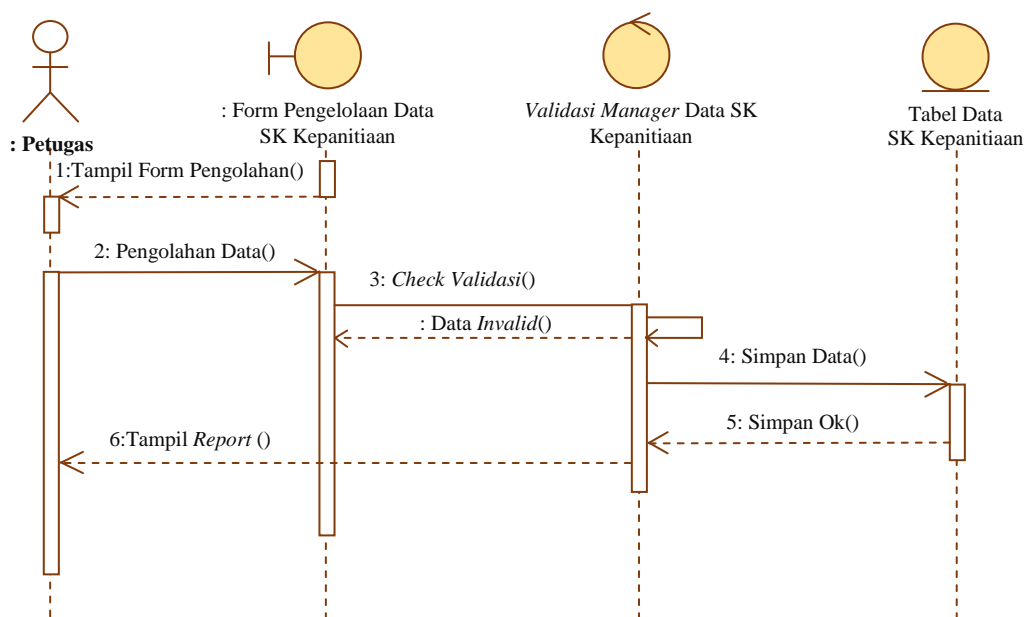 : Petugas
: Form Pengelolaan Data
SK Kepanitiaan
Validasi Manager Data SK
Kepanitiaan
Tabel Data
SK Kepanitiaan
1:Tampil Form Pengolahan()
2: Pengolahan Data()
3: Check Validasi()
: Data Invalid()
4: Simpan Data()
5: Simpan Ok()
6:Tampil Report ()